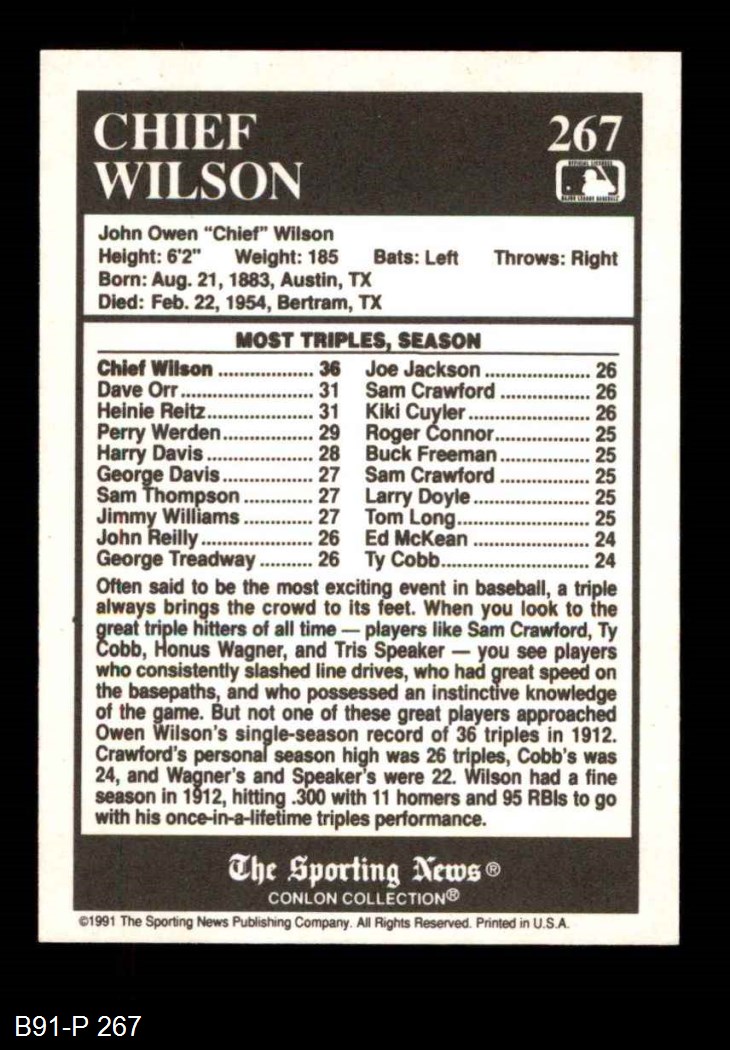 CHIEF
WILSON
267
OFFICIAL LICENSEE
MAJOR LEAGUE BASEBALL
John Owen "Chief" Wilson
Height: 6'2" Weight: 185 Bats: Left Throws: Right
Born: Aug. 21, 1883, Austin, TX
Died: Feb. 22, 1954, Bertram, TX
MOST TRIPLES, SEASON
Chief Wilson .................. 36
Dave Orr......................... 31
Heinie Reitz.................... 31
Perry Werden................. 29
Harry Davis .................... 28
George Davis................. 27
Sam Thompson ............. 27
Jimmy Williams ............. 27
John Reilly..................... 26
George Treadway .......... 26
Joe Jackson .................... 26
Sam Crawford ................. 26
Kiki Cuyler....................... 26
Roger Connor.................. 25
Buck Freeman................. 25
Sam Crawford ................. 25
Larry Doyle...................... 25
Tom Long......................... 25
Ed McKean ...................... 24
Ty Cobb............................ 24
Often said to be the most exciting event in baseball, a triple
always brings the crowd to its feet. When you look to the
great triple hitters of all time — players like Sam Crawford, Ty
Cobb, Honus Wagner, and Tris Speaker — you see players
who consistently slashed line drives, who had great speed on
the basepaths, and who possessed an instinctive knowledge
of the game. But not one of these great players approached
Owen Wilson's single-season record of 36 triples in 1912.
Crawford's personal season high was 26 triples, Cobb's was
24, and Wagner's and Speaker's were 22. Wilson had a fine
season in 1912, hitting .300 with 11 homers and 95 RBIs to go
with his once-in-a-lifetime triples performance.
The Sporting News®
CONLON COLLECTION®
©1991 The Sporting News Publishing Company. All Rights Reserved. Printed in U.S.A.
B91-P 267